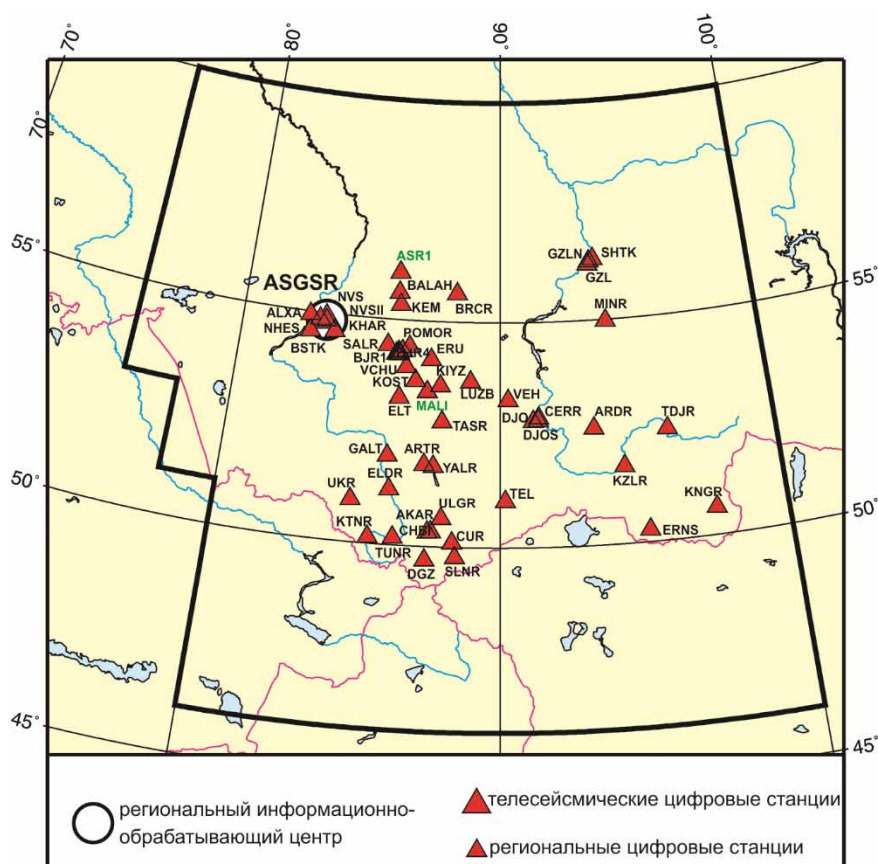 70°
80°
90°
100°
70°
55°
55°
50°
50°
45°
45°
ASR1
BALAH
KEM
BRCR
GZLN
SHTK
GZL
MINR
ASGSR
NVS
NVSII
ALXA
NHES
KHAR
BSTK
SALR
POMOR
BJR1
ERU
VCHU
KIYZ
KOST
LUZB
ELT
MALI
TASR
VEH
DJO
CERR
DJOS
ARDR
TDJR
GALT
ARTR
ELDR
YALR
KZLR
UKR
TEL
KNGR
AKAR
ULGR
ERNS
KTNR
CUR
TUNR
DGZ
SLNR
региональный информационно-
обрабатывающий центр
телесейсмические цифровые станции
региональные цифровые станции